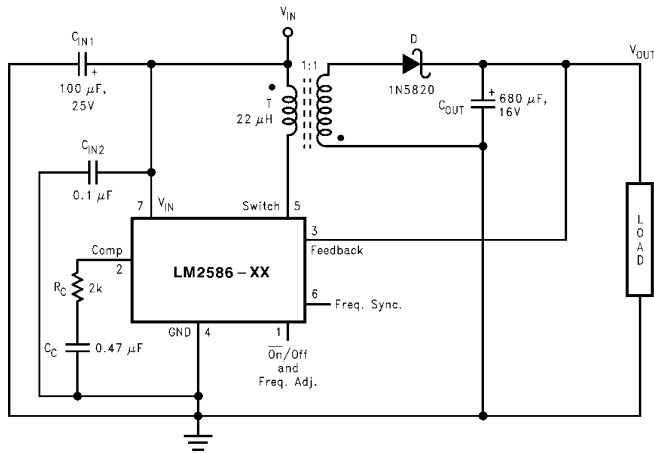 V_IN
C_IN1
+
100 μF,
25V
1:1
D
1N5820
V_OUT
T
22 μH
C_OUT
+
680 μF,
16V
C_IN2
0.1 μF
7
V_IN
Switch
5
3
Feedback
Comp
2
LM2586-XX
R_C
2k
6
Freq. Sync.
LOAD
GND
4
1
C_C
0.47 μF
On/Off
and
Freq. Adj.